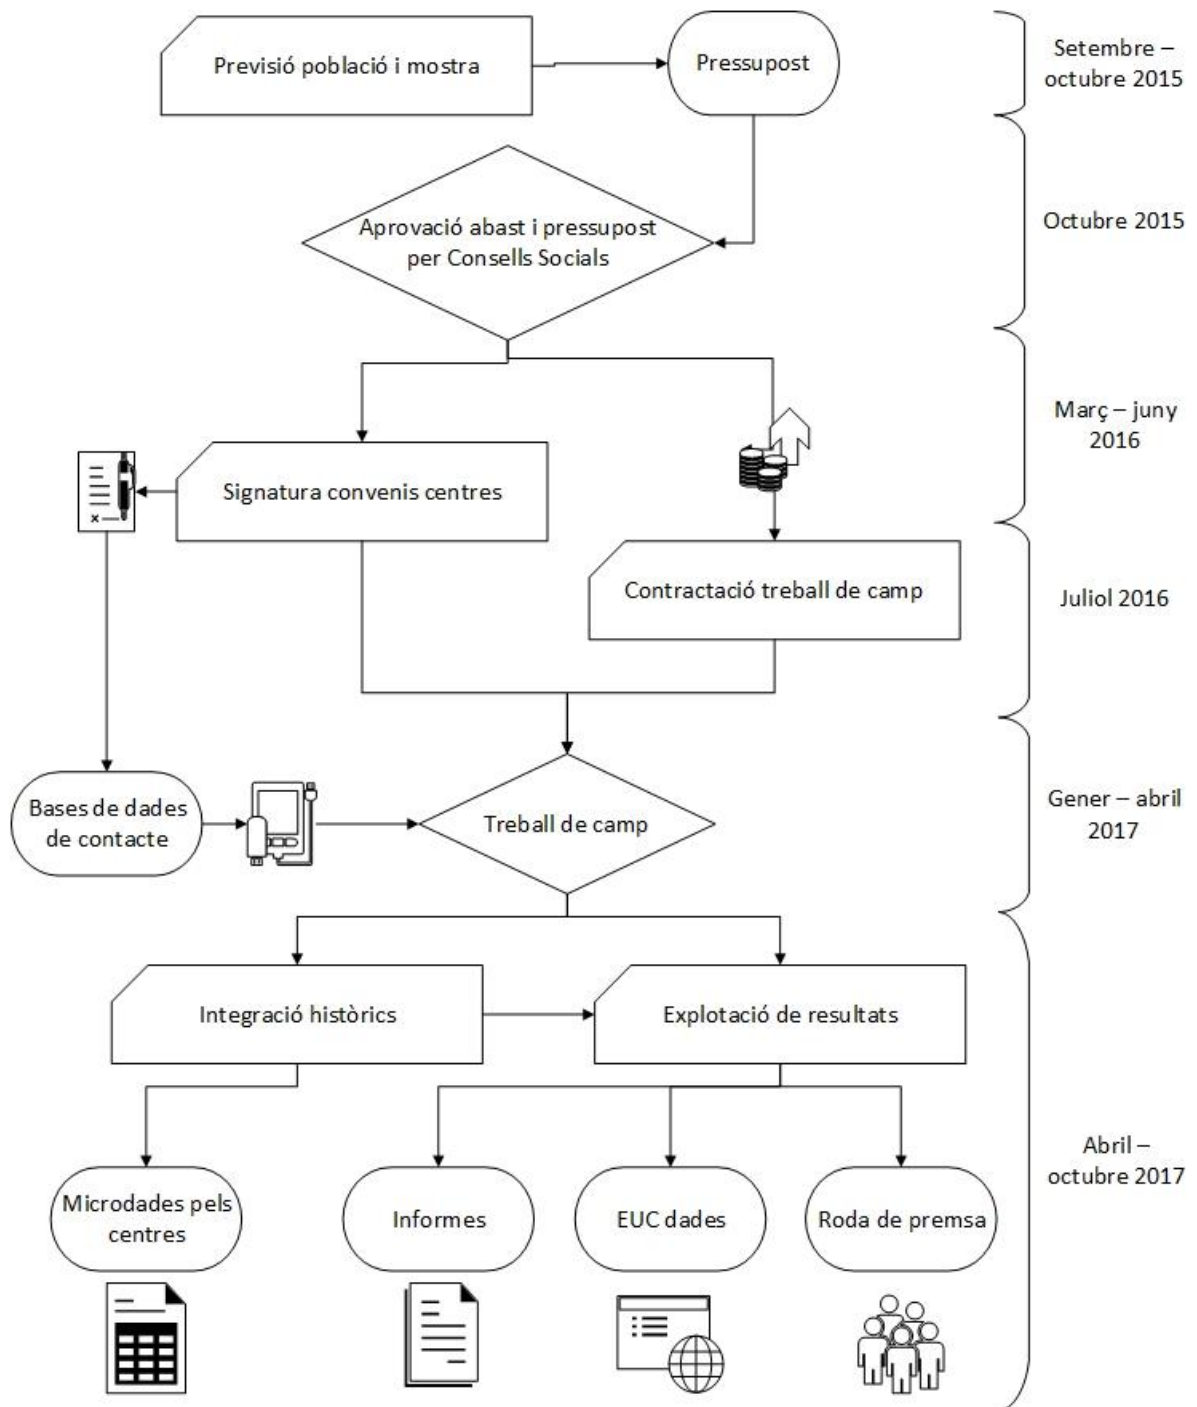 Previsió població i mostra
Pressupost
Setembre –
octubre 2015
Aprovació abast i pressupost
per Consells Socials
Octubre 2015
Març – juny
2016
Signatura convenis centres
Contractació treball de camp
Juliol 2016
Bases de dades
de contacte
Treball de camp
Gener – abril
2017
Integració històrics
Explotació de resultats
Abril –
octubre 2017
Microdades pels
centres
Informes
EUC dades
Roda de premsa